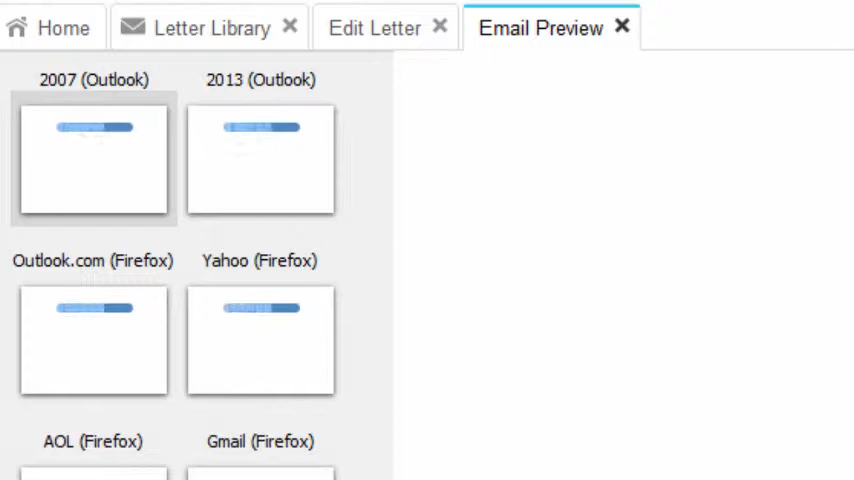 Home Letter Library Edit Letter Email Preview
2007 (Outlook) 2013 (Outlook)
Outlook.com (Firefox) Yahoo (Firefox)
AOL (Firefox) Gmail (Firefox)